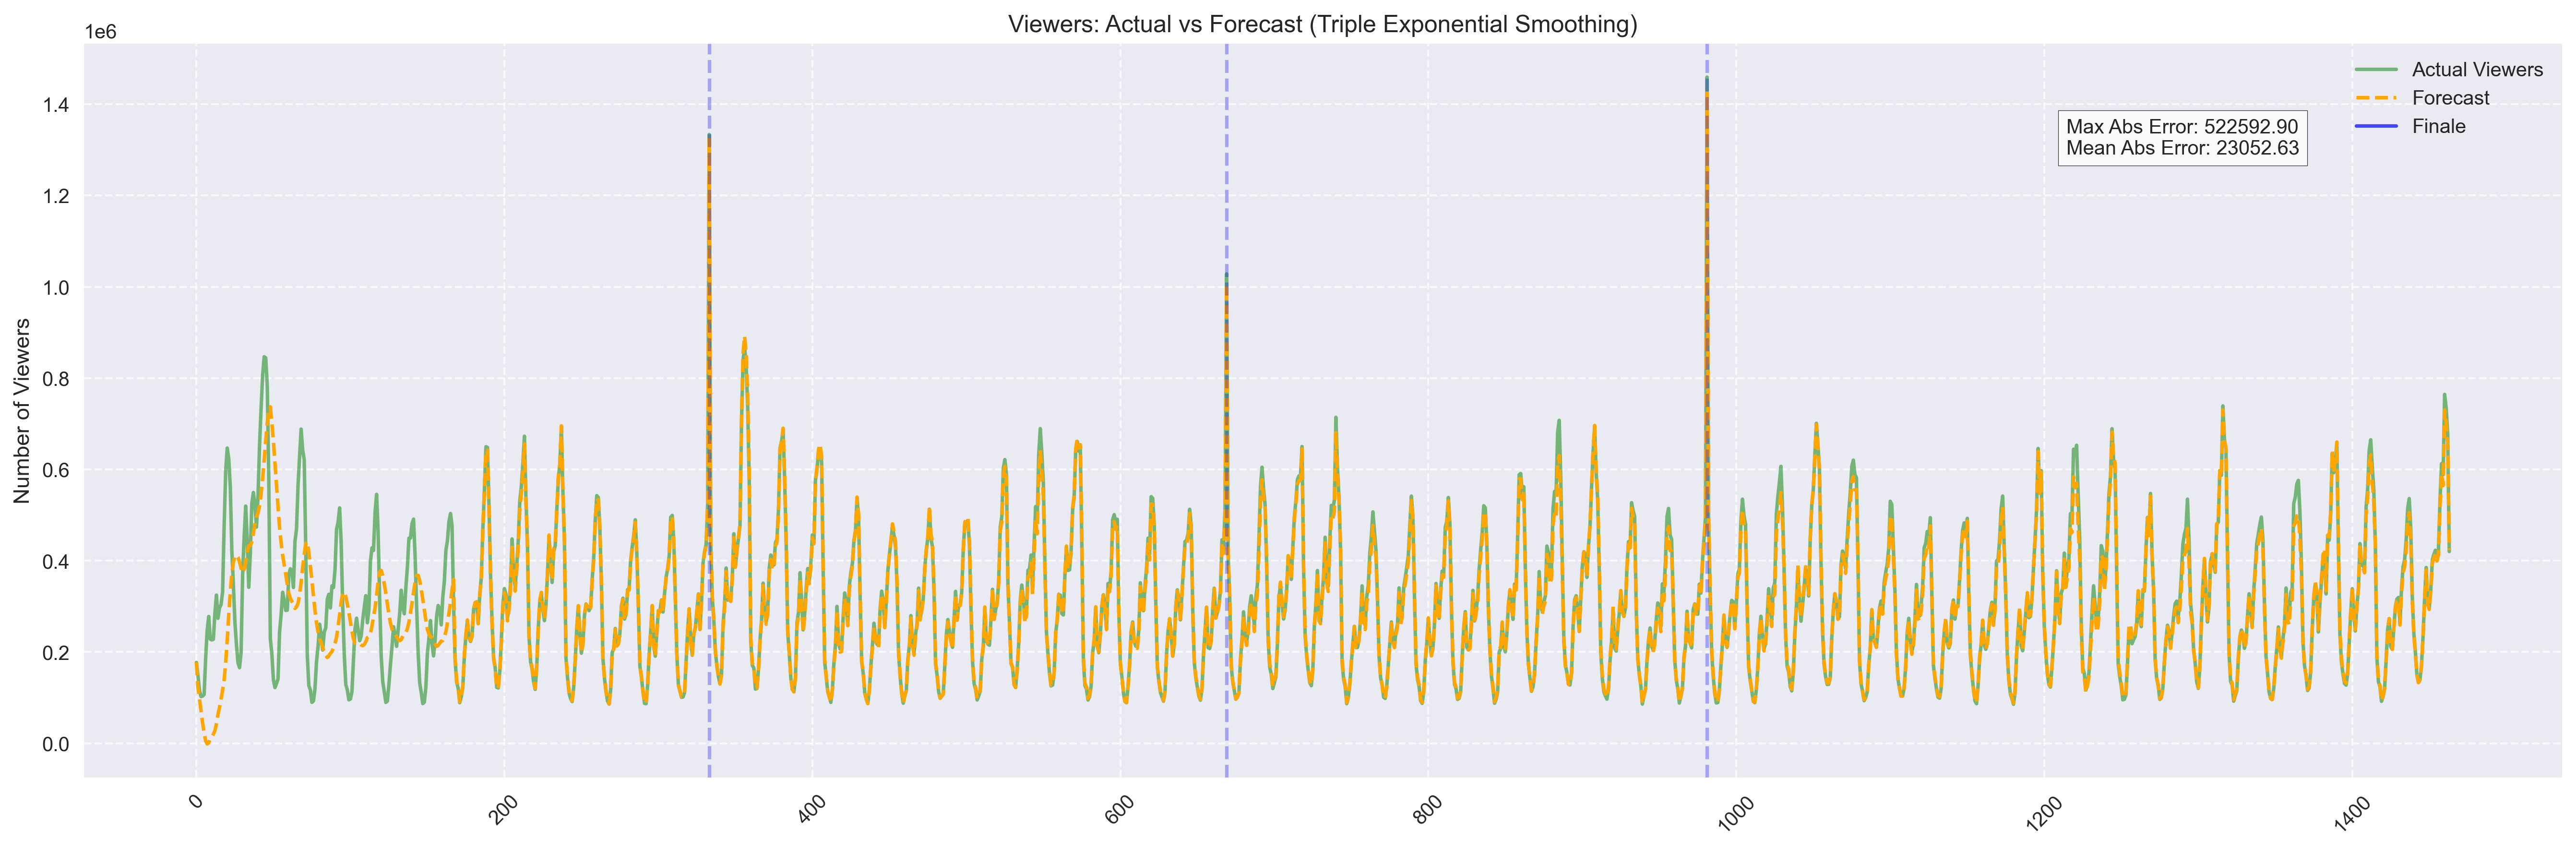 Viewers: Actual vs Forecast (Triple Exponential Smoothing)
1e6
Actual Viewers
Forecast
Finale
Max Abs Error: 522592.90
Mean Abs Error: 23052.63
Number of Viewers
1.4
1.2
1.0
0.8
0.6
0.4
0.2
0.0
0
200
400
600
800
1000
1200
1400